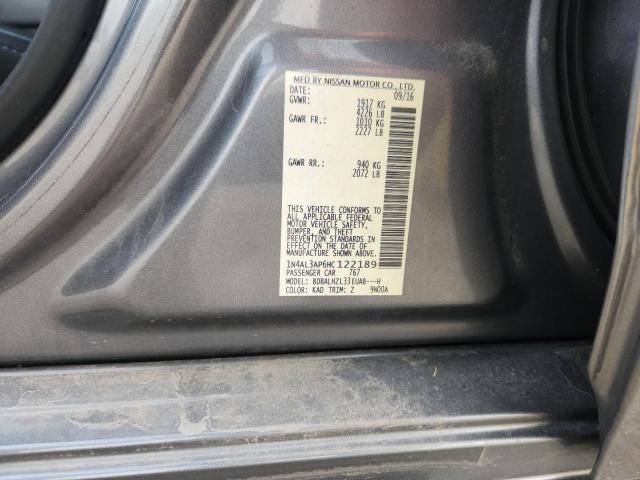 MFD BY NISSAN MOTOR CO., LTD.
DATE: 09/16
GVWR: 1917 KG
4226 LB
GAWR FR.: 1010 KG
2227 LB
GAWR RR.: 940 KG
2072 LB
THIS VEHICLE CONFORMS TO
ALL APPLICABLE FEDERAL
MOTOR VEHICLE SAFETY,
BUMPER, AND THEFT
PREVENTION STANDARDS IN
EFFECT ON THE DATE OF
MANUFACTURE SHOWN ABOVE.
1N4AL3AP6HC122189
PASSENGER CAR 767
MODEL: BDBALHZL33EUA8---H
COLOR: KAD TRIM: Z 9N00A